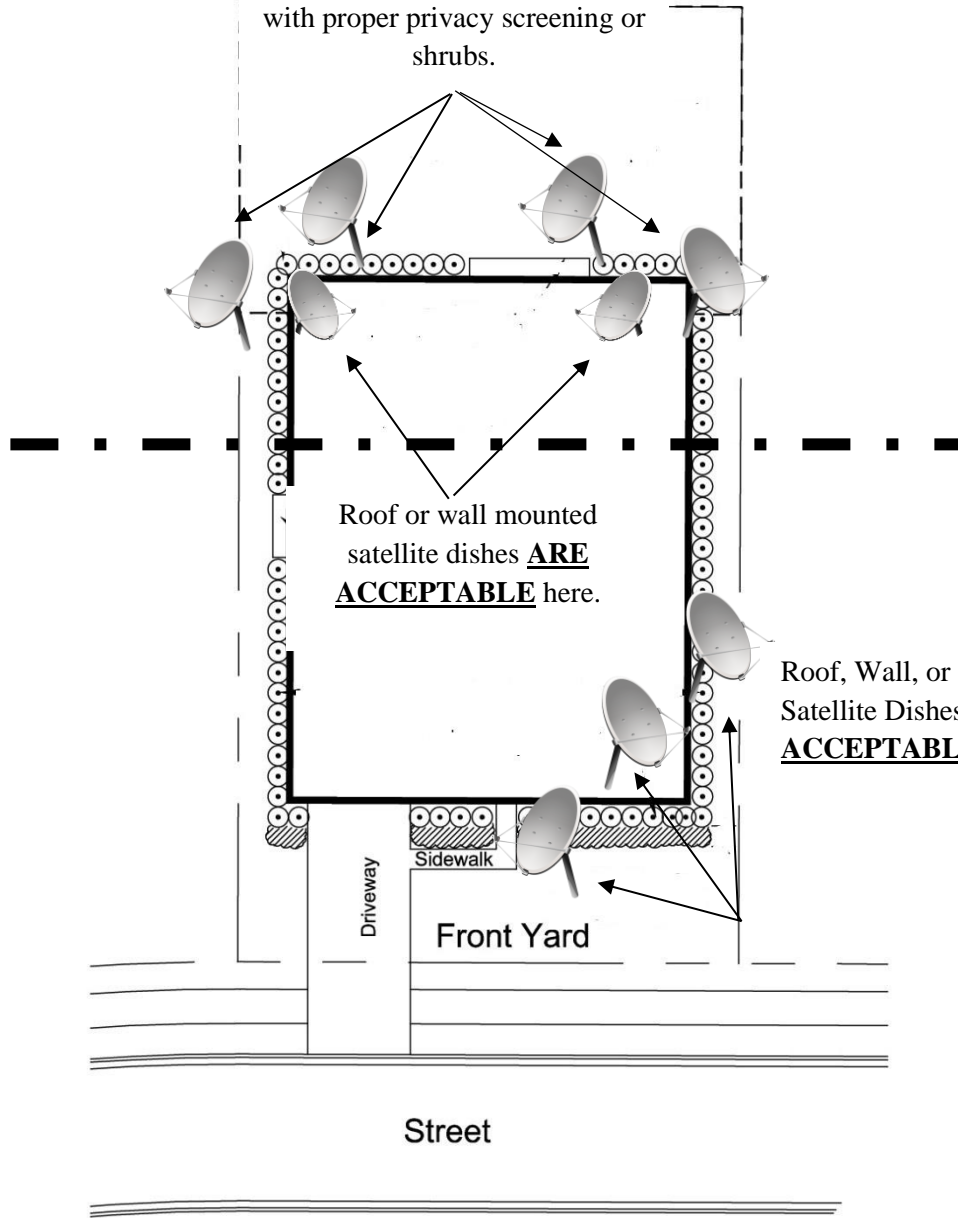 with proper privacy screening or
shrubs.
Roof or wall mounted
satellite dishes ARE
ACCEPTABLE here.
Roof, Wall, or
Satellite Dishes
ACCEPTABL
Driveway
Sidewalk
Front Yard
Street